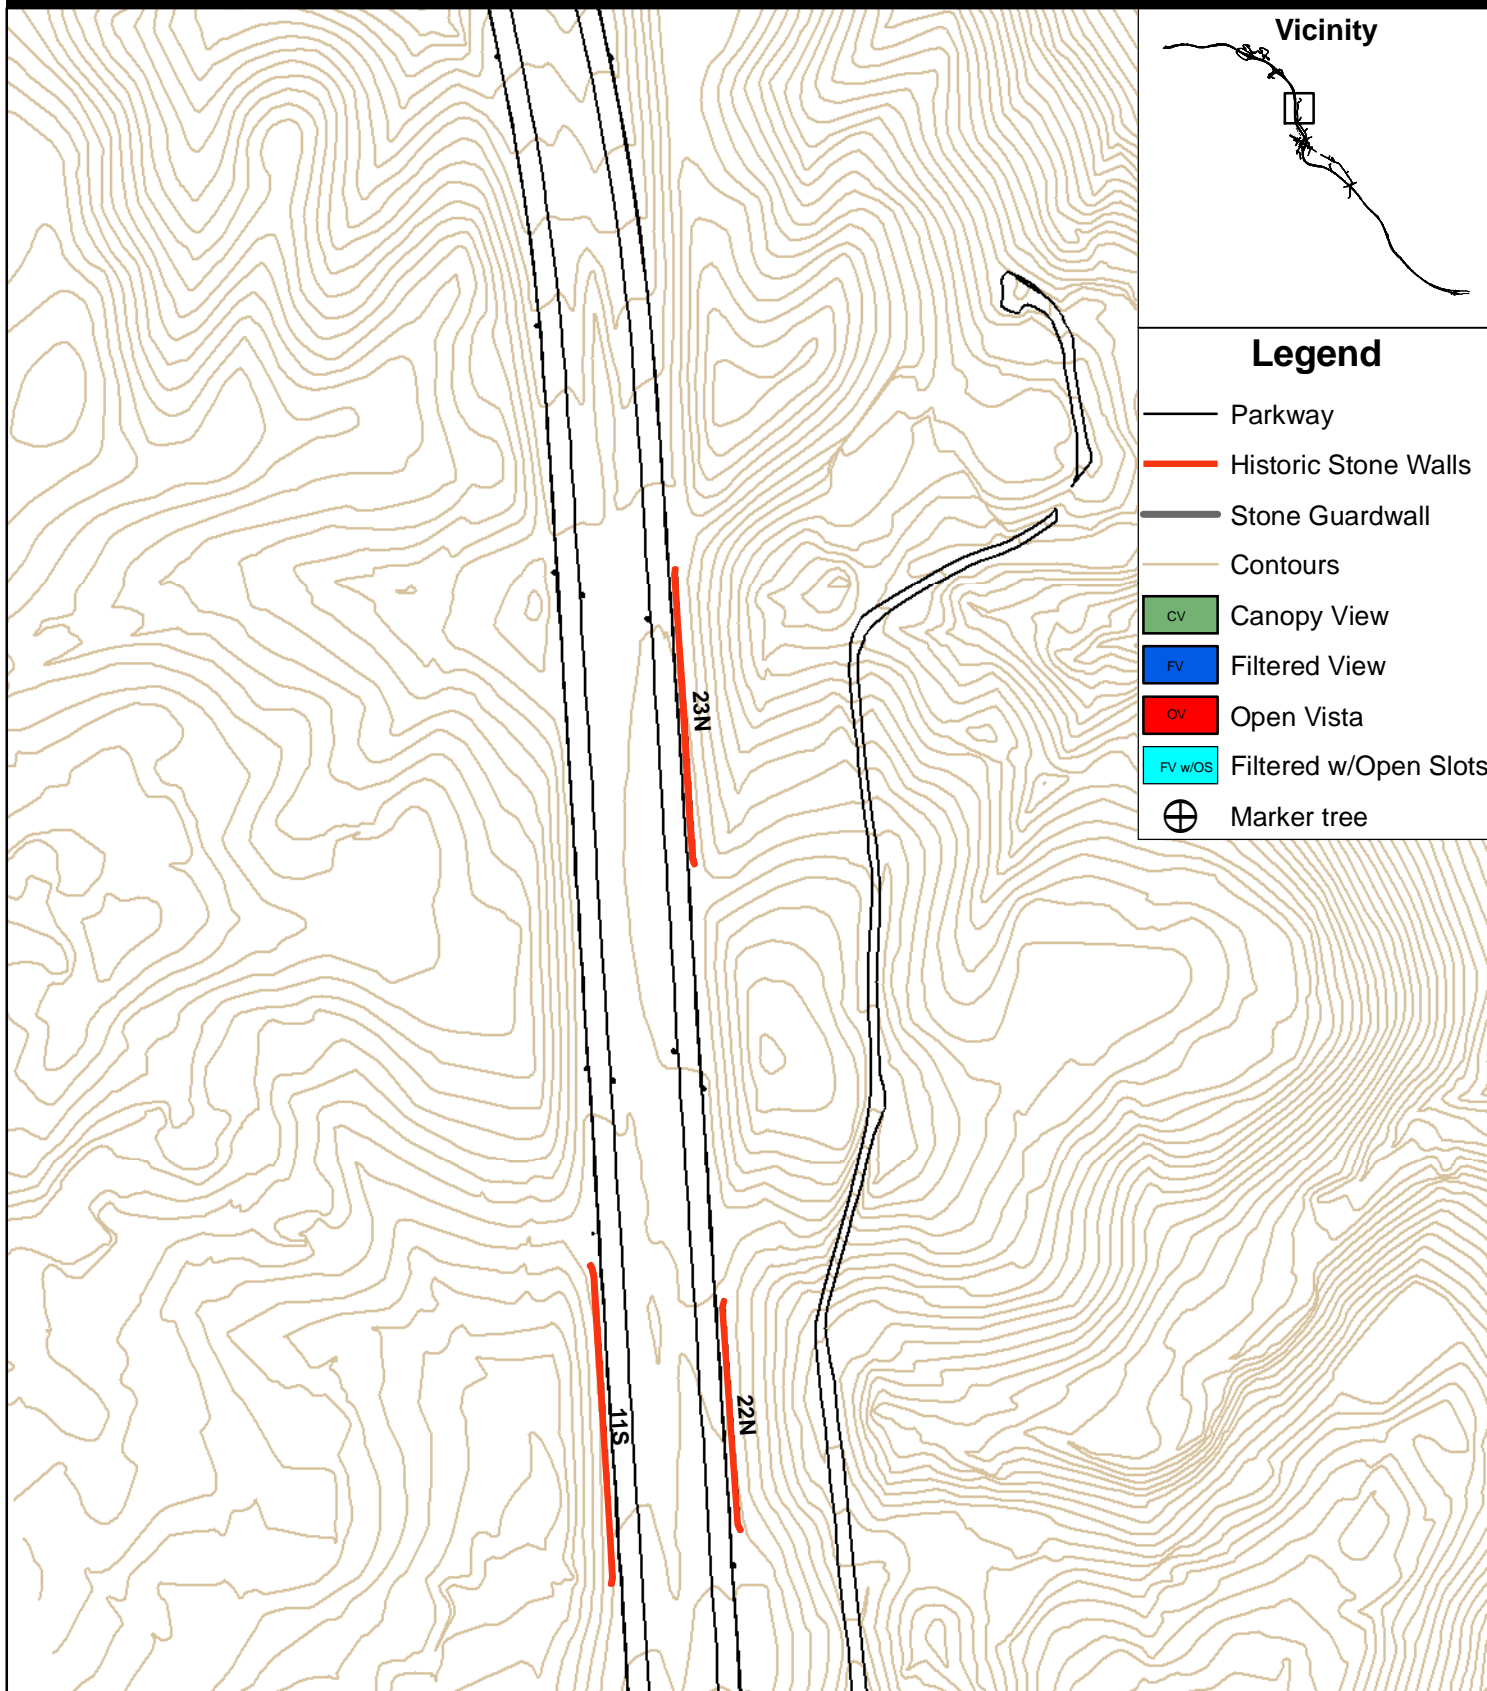 Vicinity
Legend
Parkway
Historic Stone Walls
Stone Guardwall
Contours
CV Canopy View
FV Filtered View
OV Open Vista
FV w/OS Filtered w/Open Slots
Marker tree
23N
22N
11S